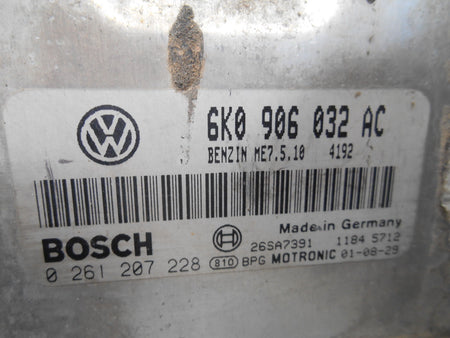 6K0 906 032 AC
BENZIN ME7.5.10 4192
Made in Germany
BOSCH 26SA7391 1184 5712
0 261 207 228 810 BPG MOTRONIC 01-08-29